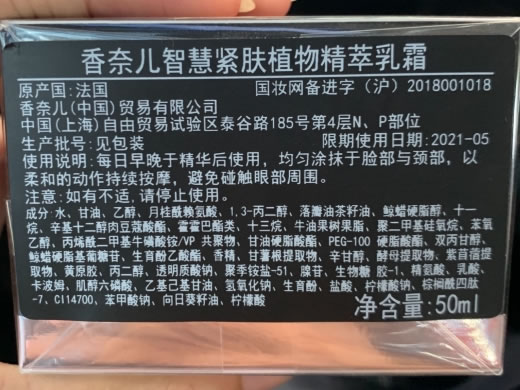 香奈儿智慧紧肤植物精萃乳霜
原产国:法国 国妆网备进字（沪）2018001018
香奈儿(中国)贸易有限公司
中国(上海)自由贸易试验区泰谷路185号第4层N、P部位
生产批号:见包装 限期使用日期:2021-05
使用说明:每日早晚于精华后使用，均匀涂抹于脸部与颈部，以
柔和的动作持续按摩，避免碰触眼部周围。
注意:如有不适,请停止使用。
成分:水、甘油、乙醇、月桂酰赖氨酸、1,3-丙二醇、落瓣油茶籽油、鲸蜡硬脂醇、十一
烷、辛基十二醇肉豆蔻酸酯、霍霍巴酯类、十三烷、牛油果树果脂、聚二甲基硅氧烷、苯氧
乙醇、丙烯酰二甲基牛磺酸铵/VP 共聚物、甘油硬脂酸酯、PEG-100 硬脂酸酯、双丙甘醇、
鲸蜡硬脂基葡糖苷、生育酚乙酸酯、香精、甘薯根提取物、辛甘醇、酵母提取物、紫苜蓿提
取物、黄原胶、丙二醇、透明质酸钠、聚季铵盐-51、腺苷、生物糖 胶-1、精氨酸、乳酸、
卡波姆、肌醇六磷酸、乙基己基甘油、氢氧化钠、生育酚、盐酸、柠檬酸钠、棕榈酰四肽
-7、CI14700、苯甲酸钠、向日葵籽油、柠檬酸
净含量:50ml